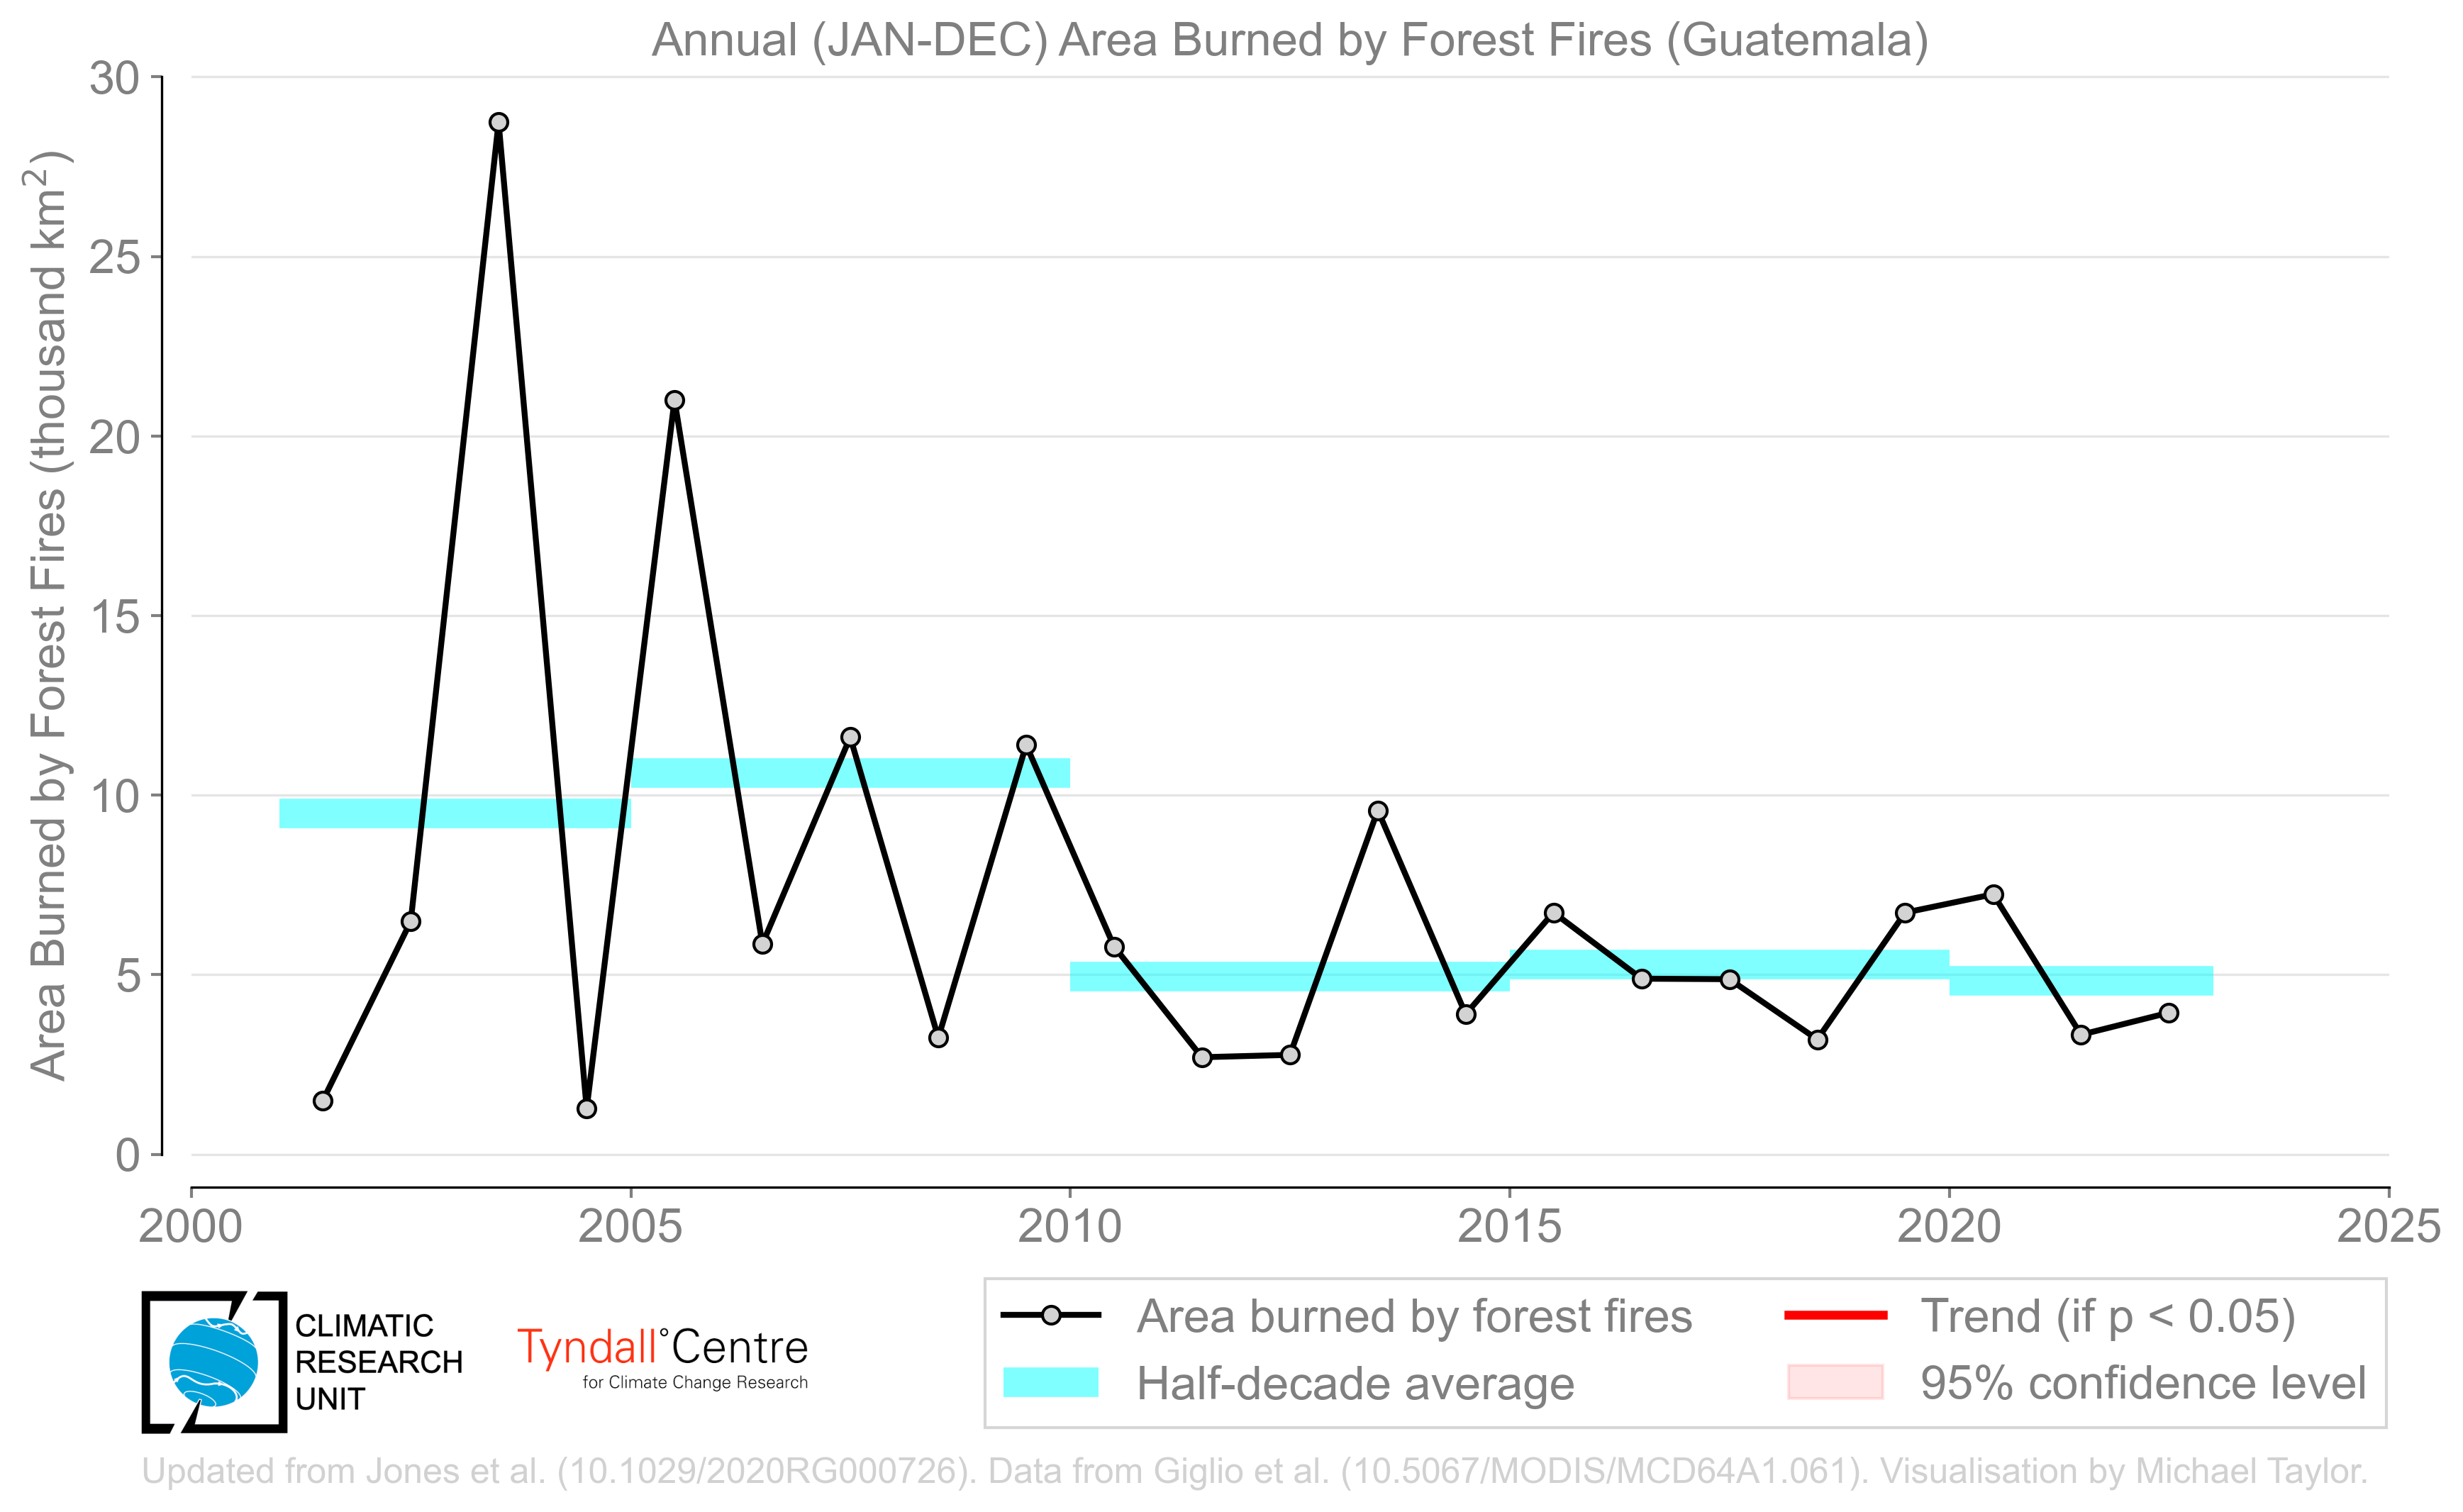 Annual (JAN-DEC) Area Burned by Forest Fires (Guatemala)
Area Burned by Forest Fires (thousand km²)
30
25
20
15
10
5
0
2000 2005 2010 2015 2020 2025
CLIMATIC
RESEARCH
UNIT
Tyndall°Centre
for Climate Change Research
Area burned by forest fires
Half-decade average
Trend (if p < 0.05)
95% confidence level
Updated from Jones et al. (10.1029/2020RG000726). Data from Giglio et al. (10.5067/MODIS/MCD64A1.061). Visualisation by Michael Taylor.